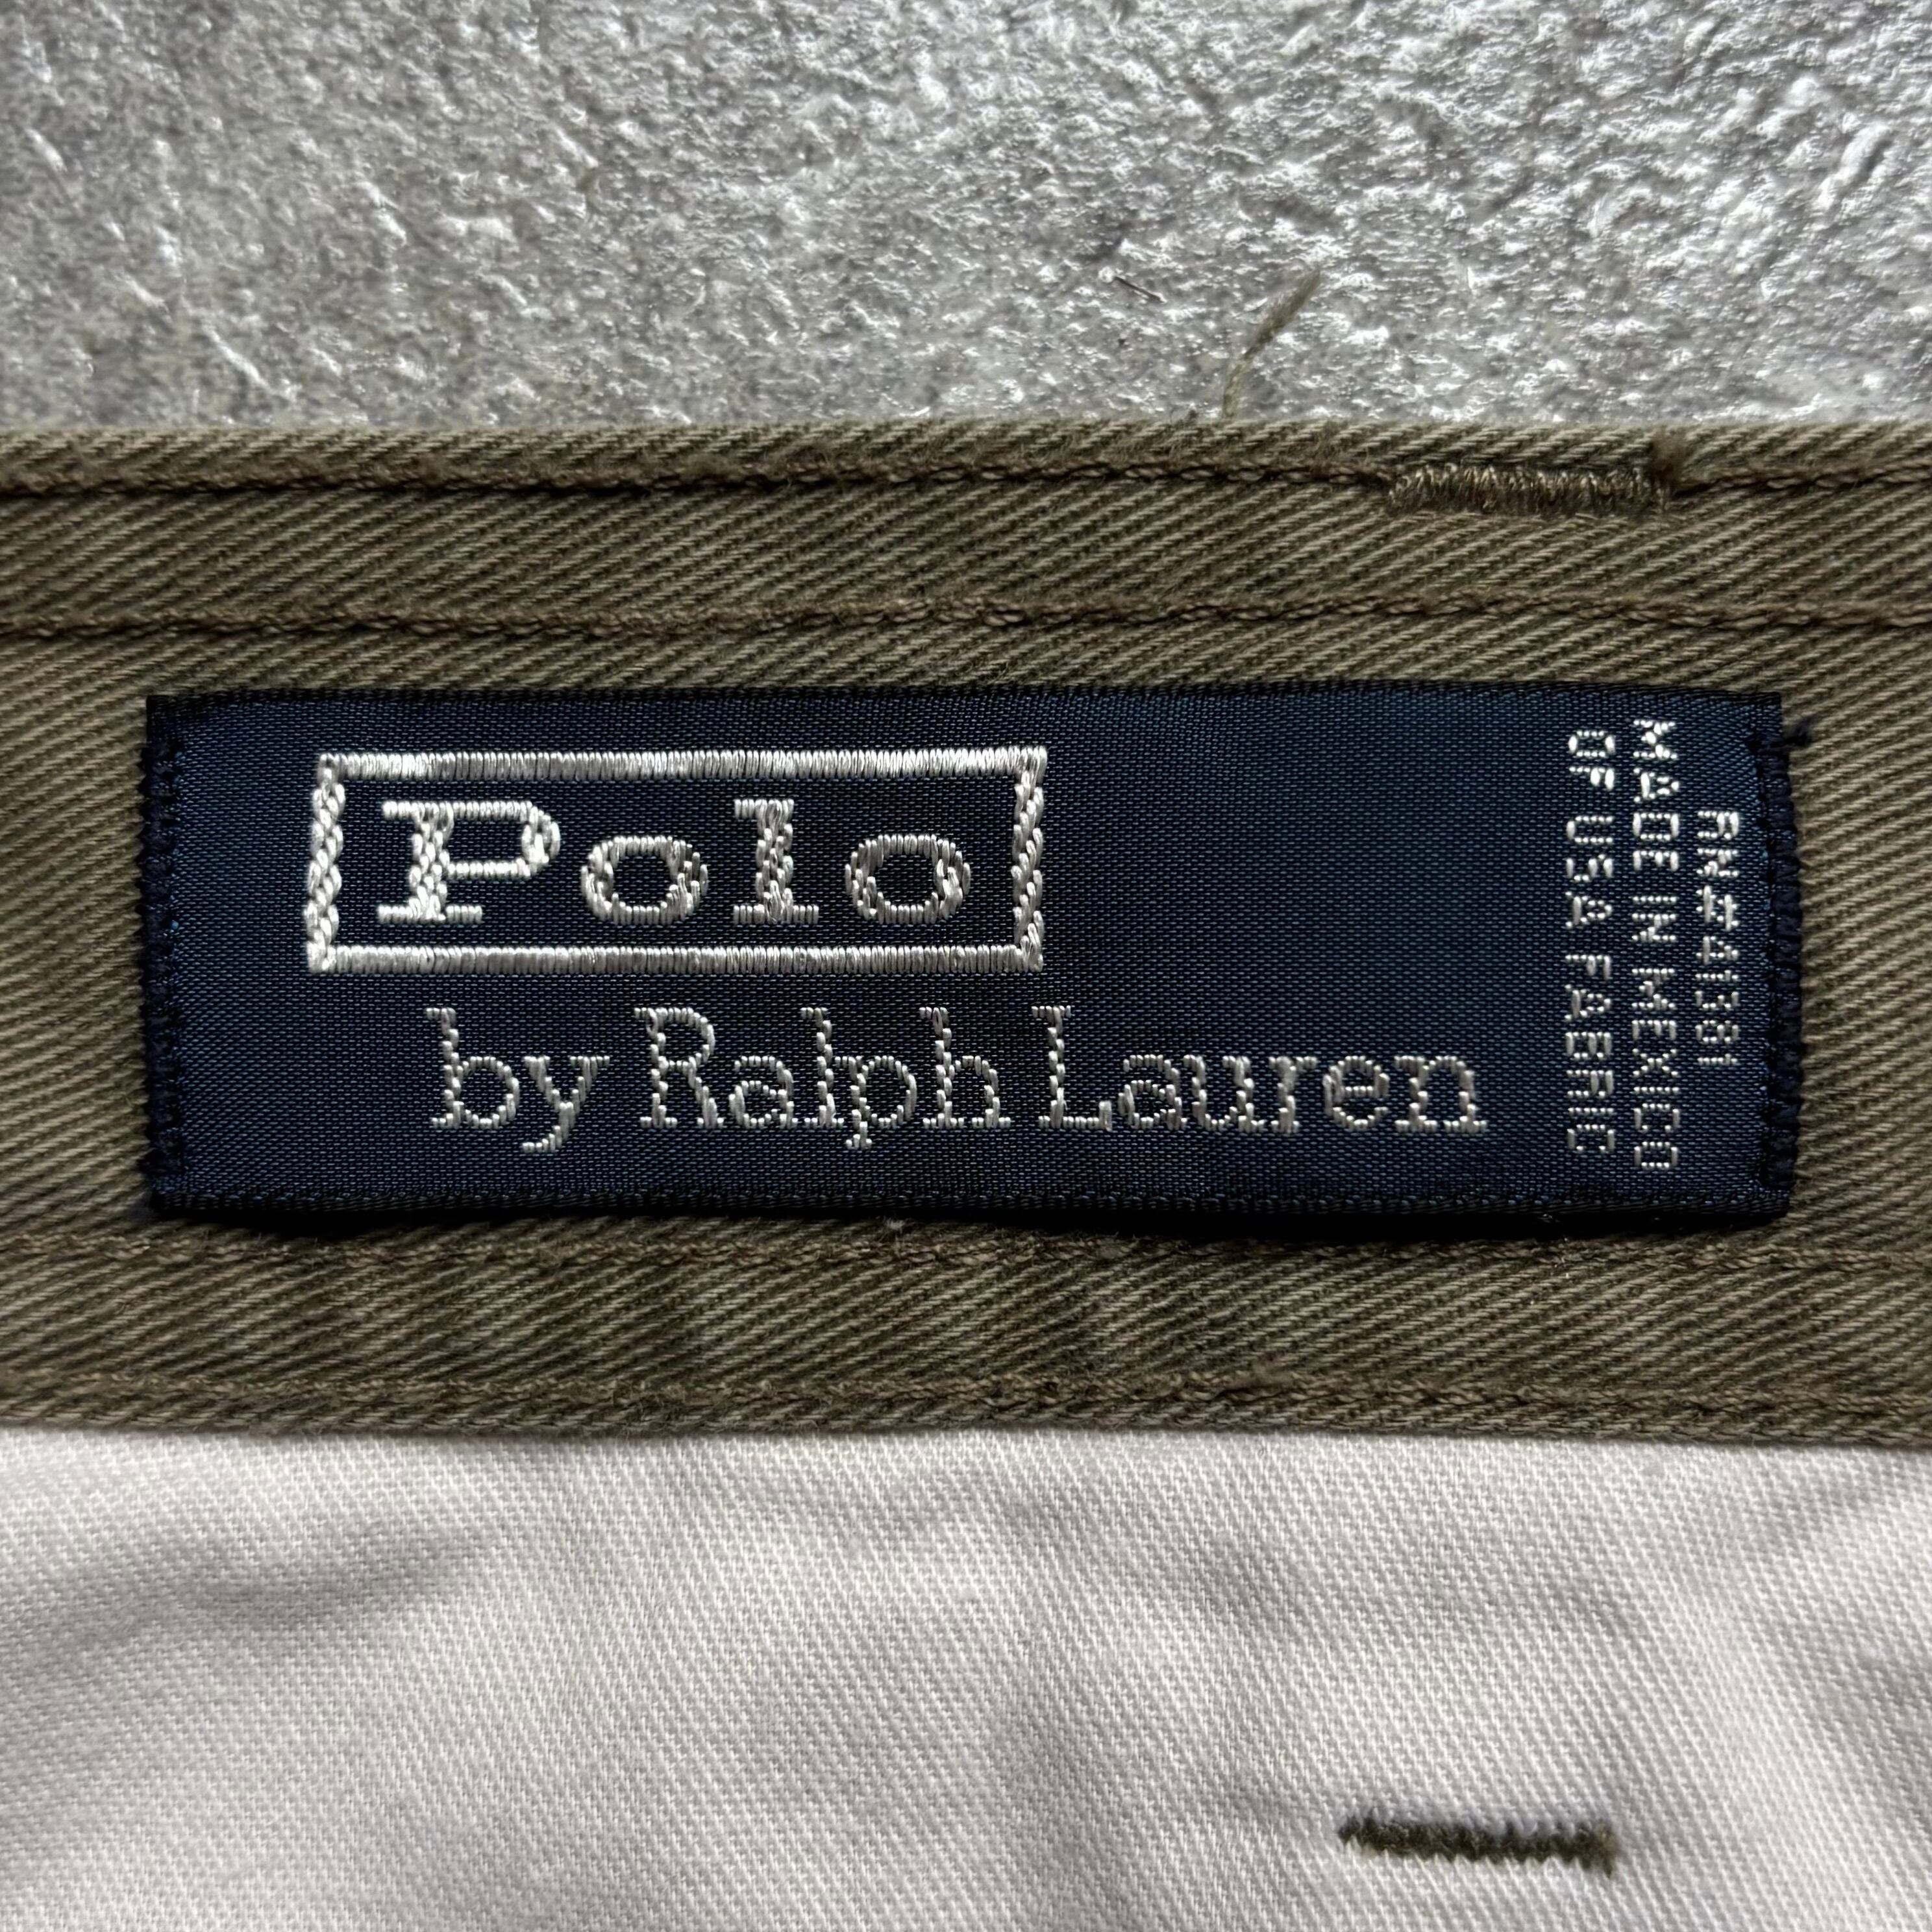 Polo
by Ralph Lauren
RN#41381
MADE IN MEXICO
OF USA FABRIC